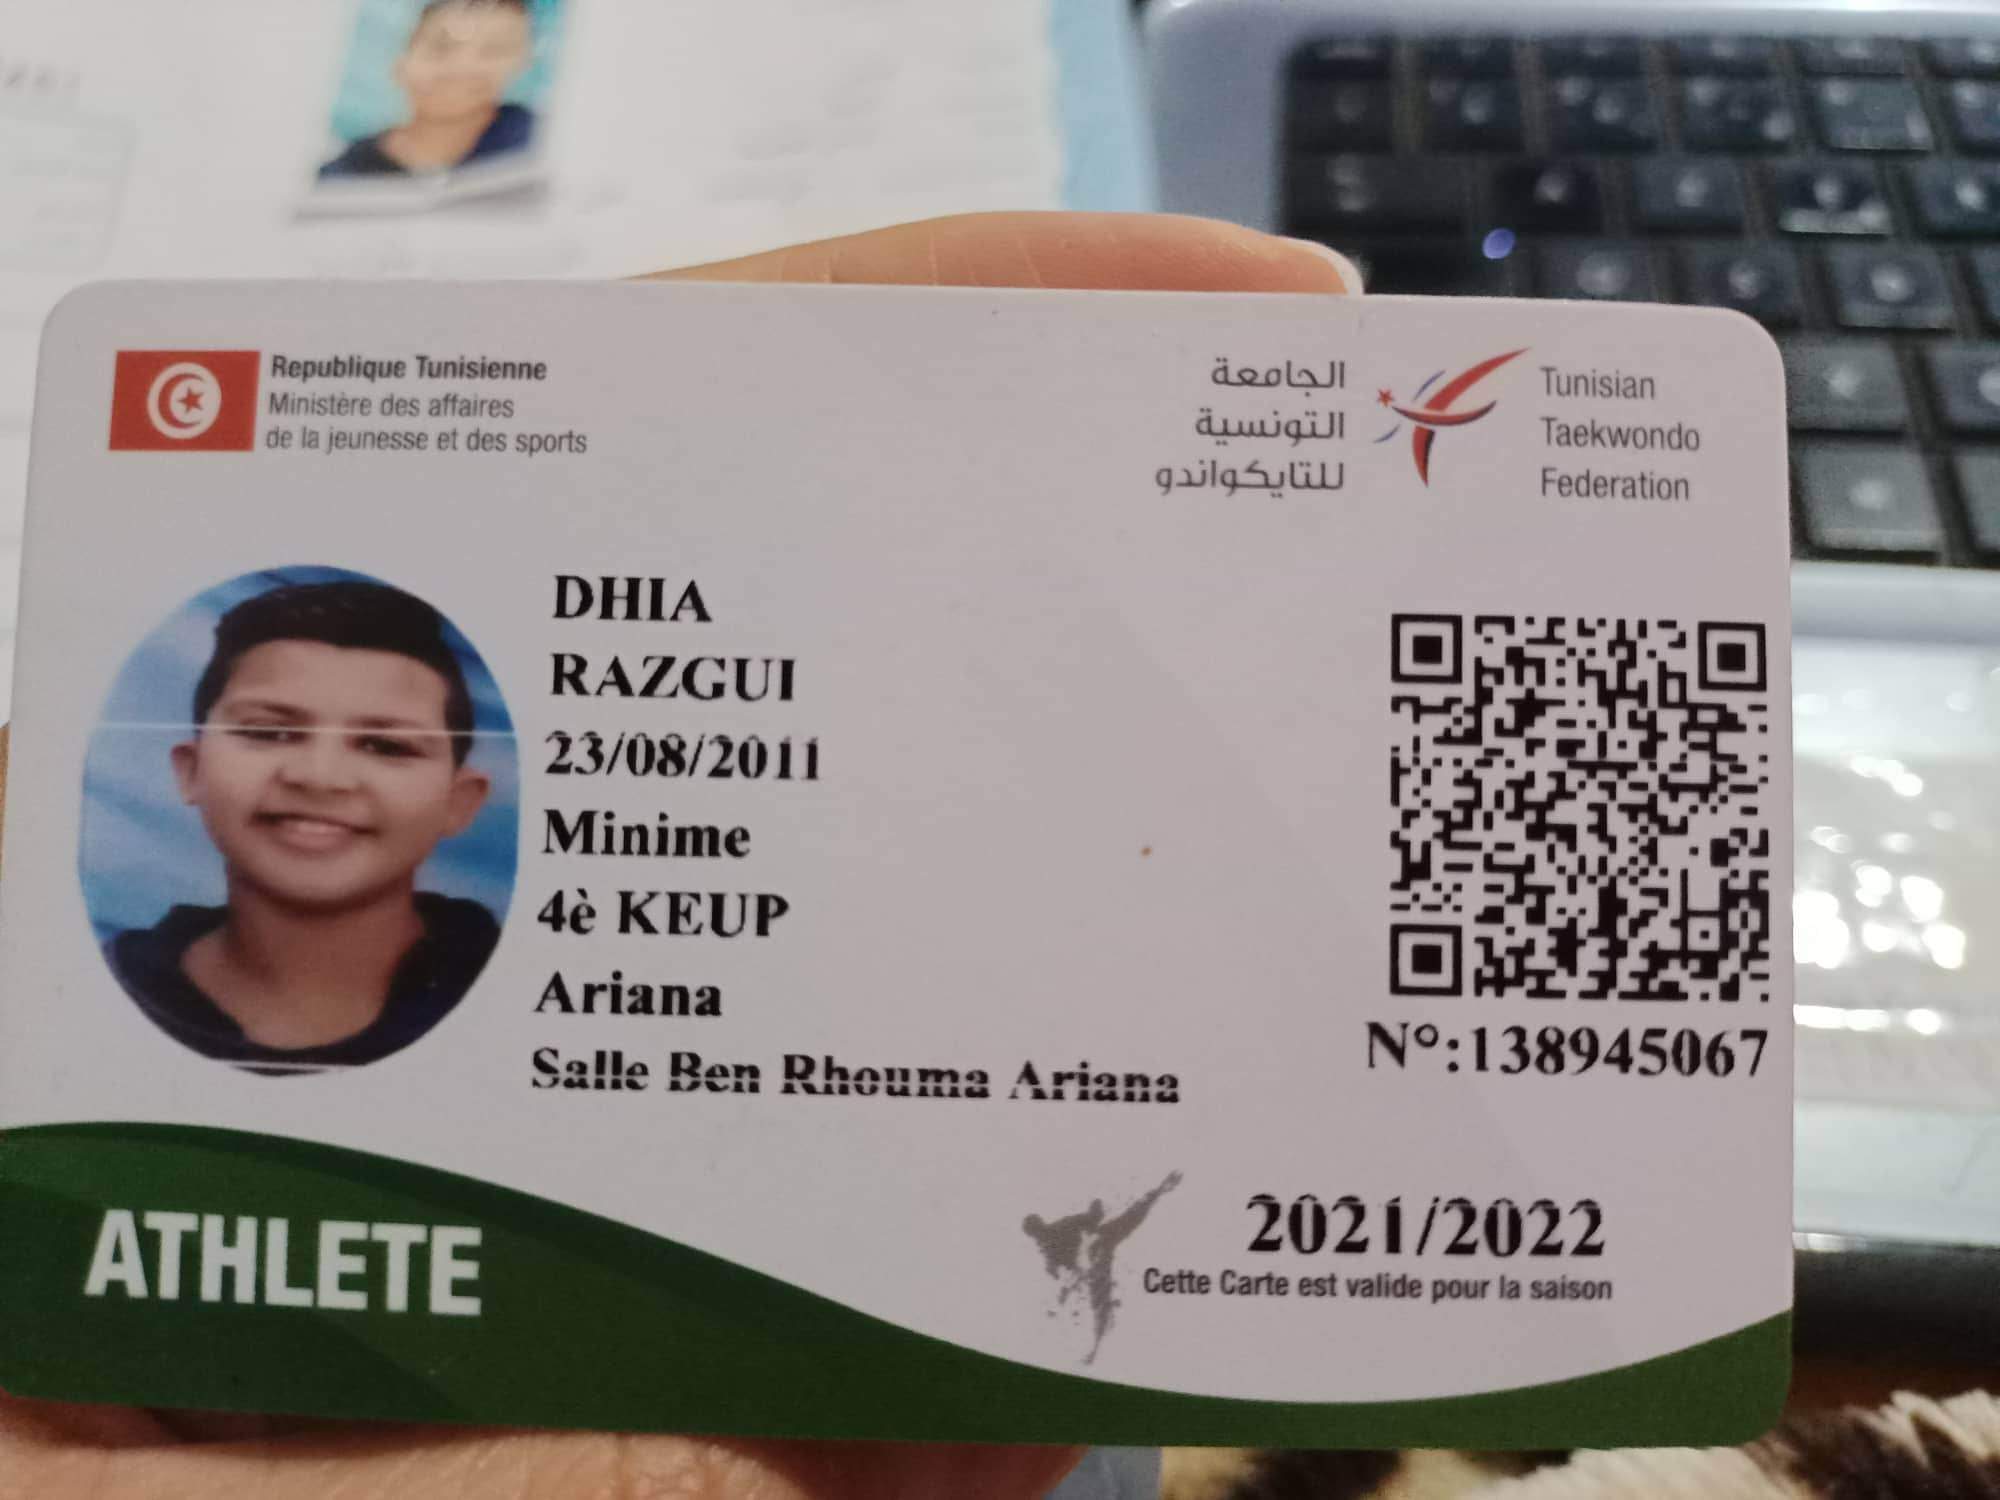 Republique Tunisienne
Ministère des affaires
de la jeunesse et des sports
الجامعة
التونسية
للتايكواندو
Tunisian
Taekwondo
Federation
DHIA
RAZGUI
23/08/2011
Minime
4è KEUP
Ariana
Salle Ben Rhouma Ariana
N°:138945067
ATHLETE
2021/2022
Cette Carte est valide pour la saison